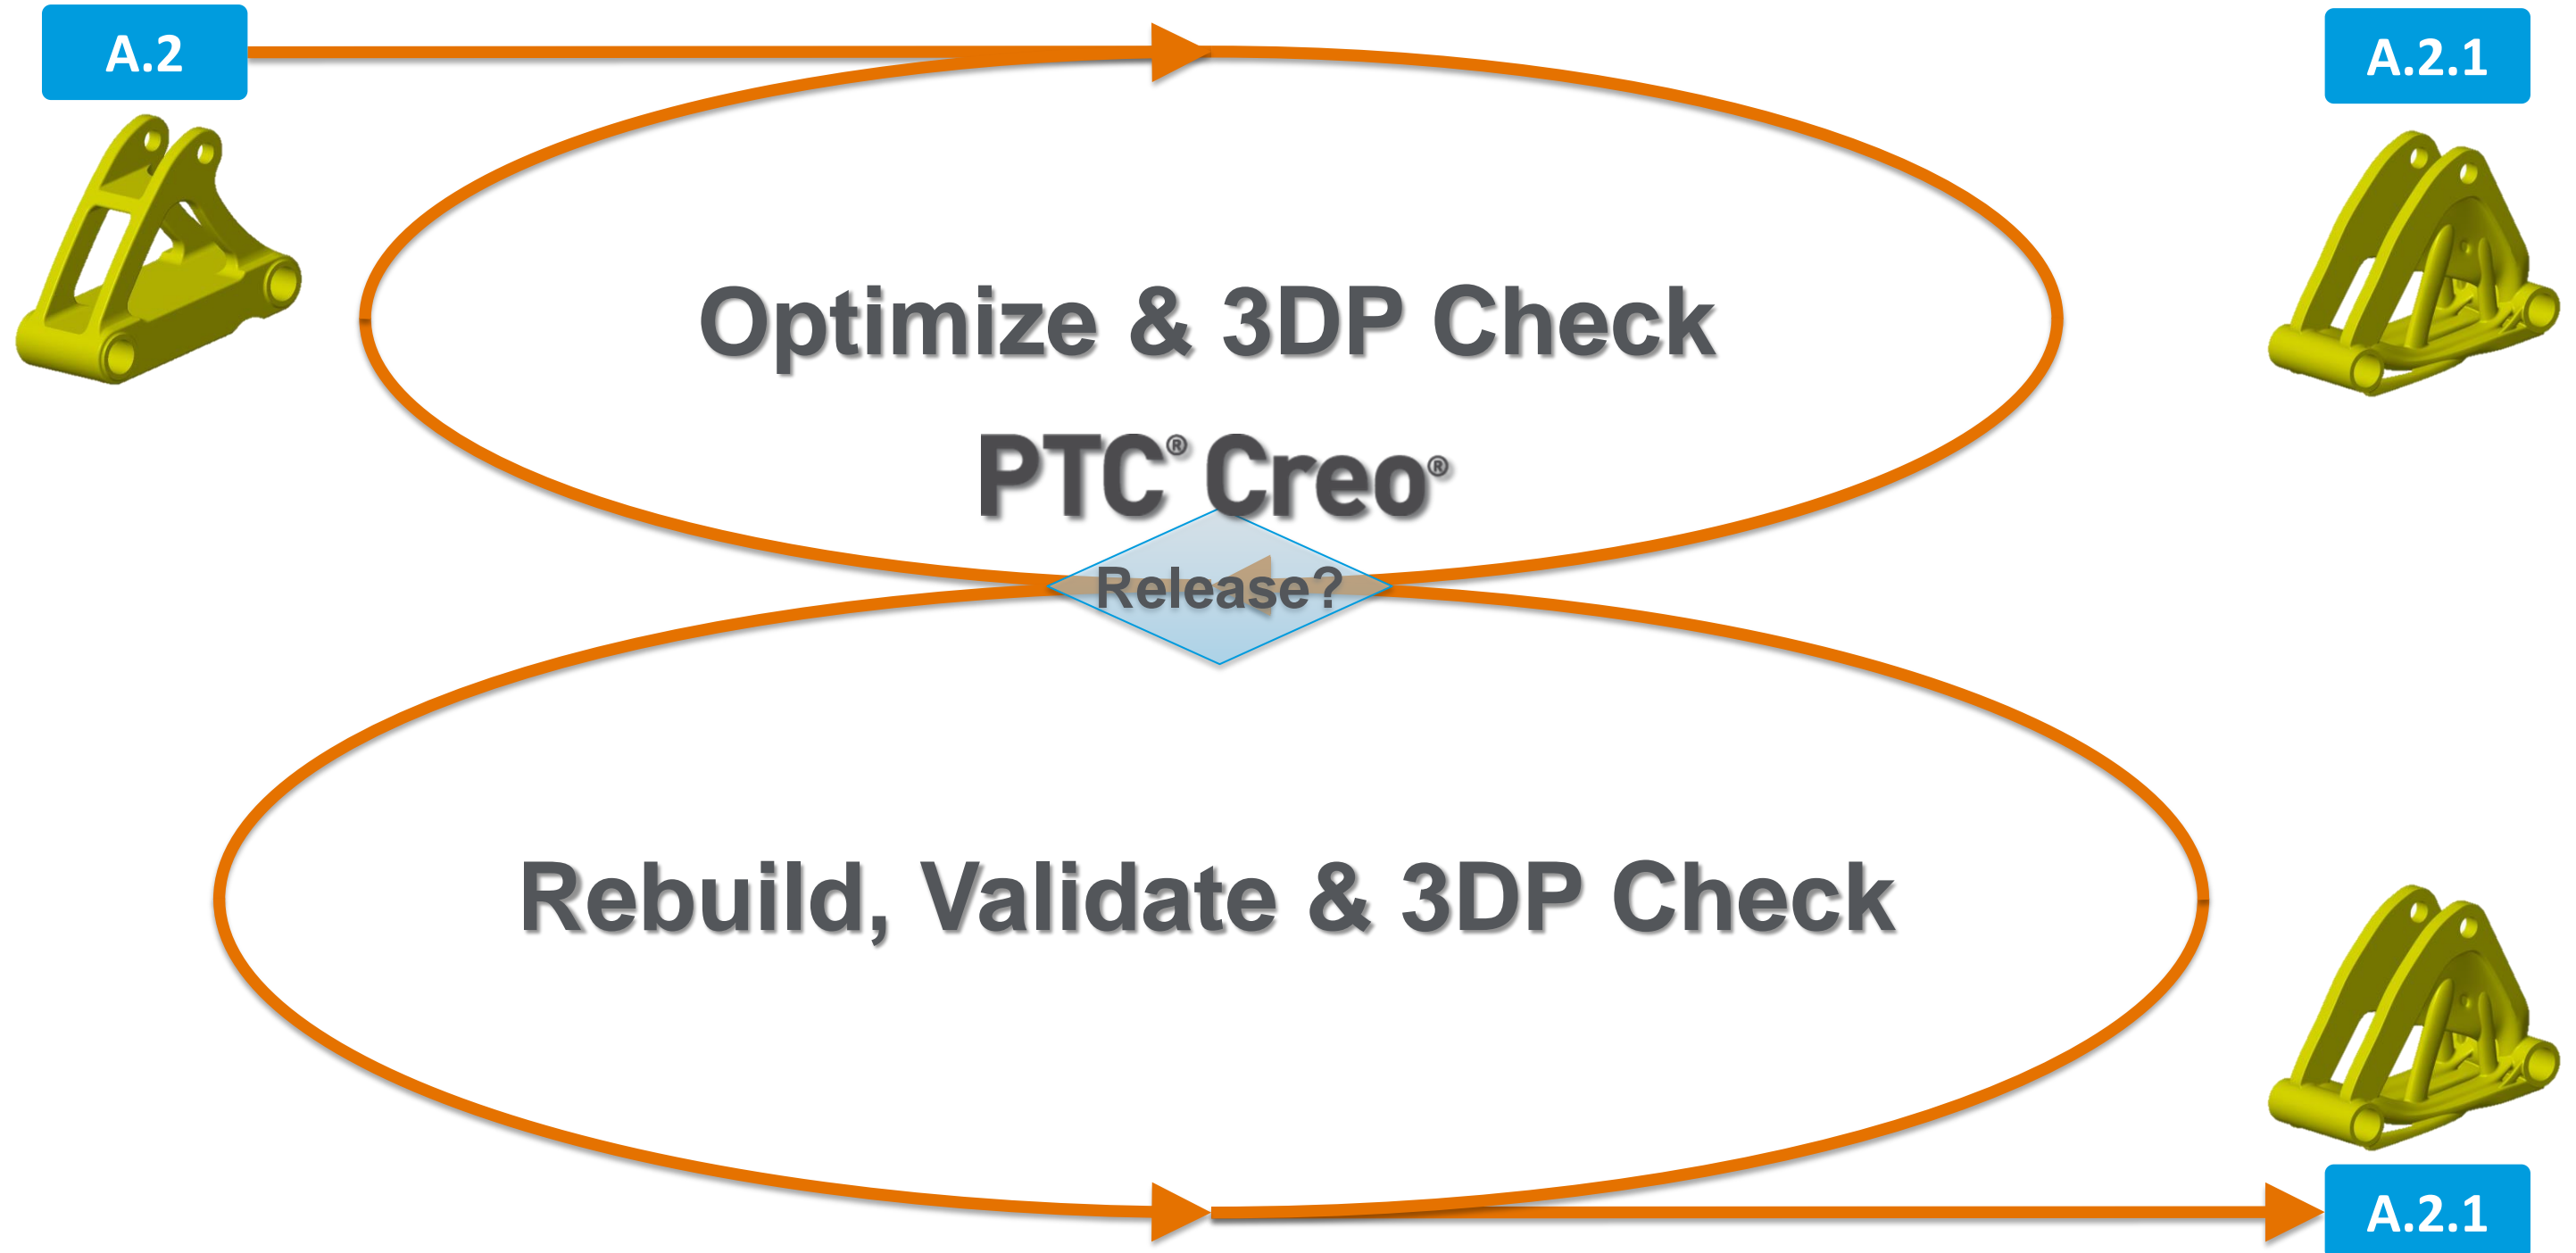 A.2
A.2.1
Optimize & 3DP Check
PTC® Creo®
Release?
Rebuild, Validate & 3DP Check
A.2.1